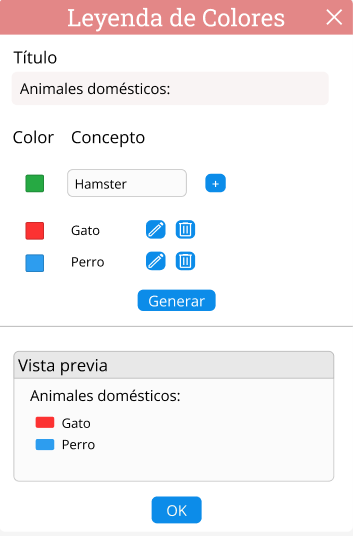 Leyenda de Colores
Título
Animales domésticos:
Color Concepto
Hamster +
Gato
Perro
Generar
Vista previa
Animales domésticos:
Gato
Perro
OK